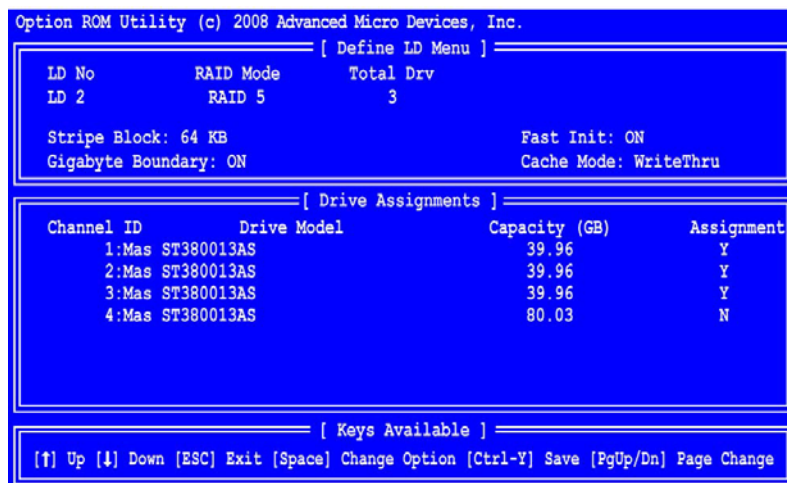 Option ROM Utility (c) 2008 Advanced Micro Devices, Inc.
[ Define LD Menu ]
LD No RAID Mode Total Drv
LD 2 RAID 5 3
Stripe Block: 64 KB Fast Init: ON
Gigabyte Boundary: ON Cache Mode: WriteThru
[ Drive Assignments ]
Channel ID Drive Model Capacity (GB) Assignment
1:Mas ST380013AS 39.96 Y
2:Mas ST380013AS 39.96 Y
3:Mas ST380013AS 39.96 Y
4:Mas ST380013AS 80.03 N
[ Keys Available ]
[↑] Up [↓] Down [ESC] Exit [Space] Change Option [Ctrl-Y] Save [PgUp/Dn] Page Change